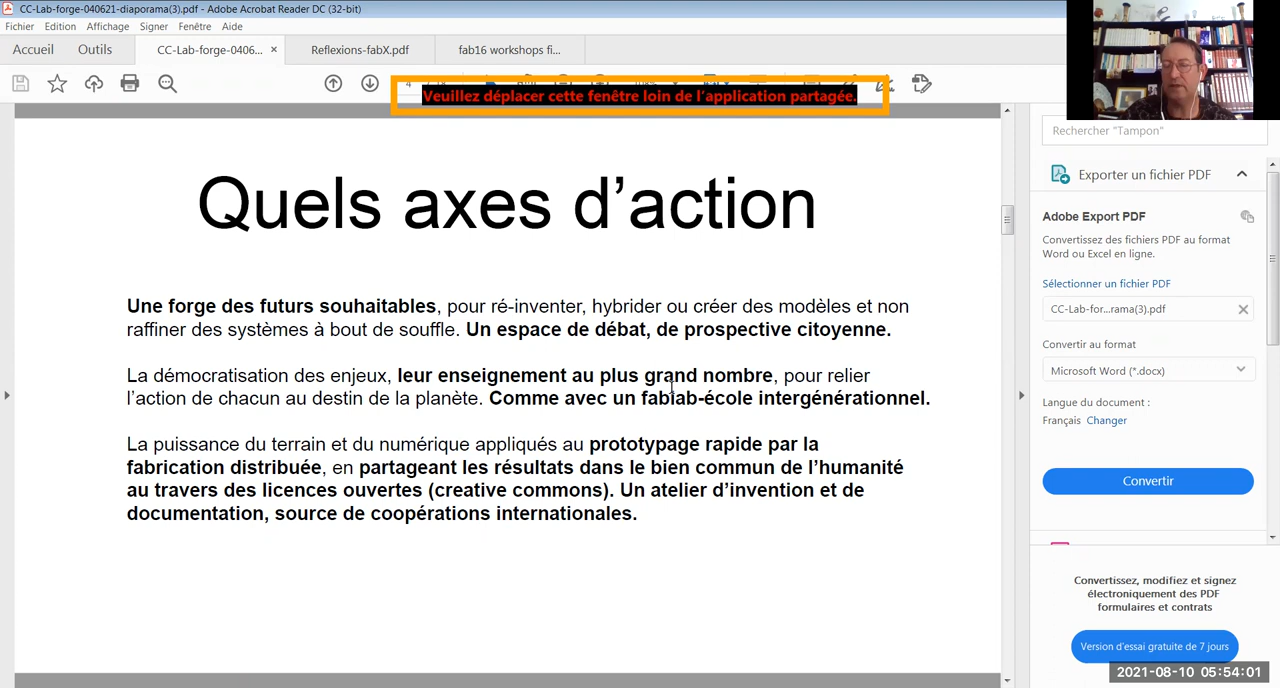 CC-Lab-forge-040621-diaporama(3).pdf - Adobe Acrobat Reader DC (32-bit)
Fichier Edition Affichage Signer Fenêtre Aide
Accueil Outils CC-Lab-forge-0406... × Reflexions-fabX.pdf fab16 workshops fi...
Veuillez déplacer cette fenêtre loin de l'application partagée.
Rechercher "Tampon"
Quels axes d’action
Une forge des futurs souhaitables, pour ré-inventer, hybrider ou créer des modèles et non
raffiner des systèmes à bout de souffle. Un espace de débat, de prospective citoyenne.
La démocratisation des enjeux, leur enseignement au plus grand nombre, pour relier
l’action de chacun au destin de la planète. Comme avec un fablab-école intergénérationnel.
La puissance du terrain et du numérique appliqués au prototypage rapide par la
fabrication distribuée, en partageant les résultats dans le bien commun de l’humanité
au travers des licences ouvertes (creative commons). Un atelier d’invention et de
documentation, source de coopérations internationales.
Exporter un fichier PDF
Adobe Export PDF
Convertissez des fichiers PDF au format
Word ou Excel en ligne.
Sélectionner un fichier PDF
CC-Lab-for...rama(3).pdf
Convertir au format
Microsoft Word (*.docx)
Langue du document :
Français Changer
Convertir
Convertissez, modifiez et signez
électroniquement des PDF
formulaires et contrats
Version d'essai gratuite de 7 jours
2021-08-10 05:54:01